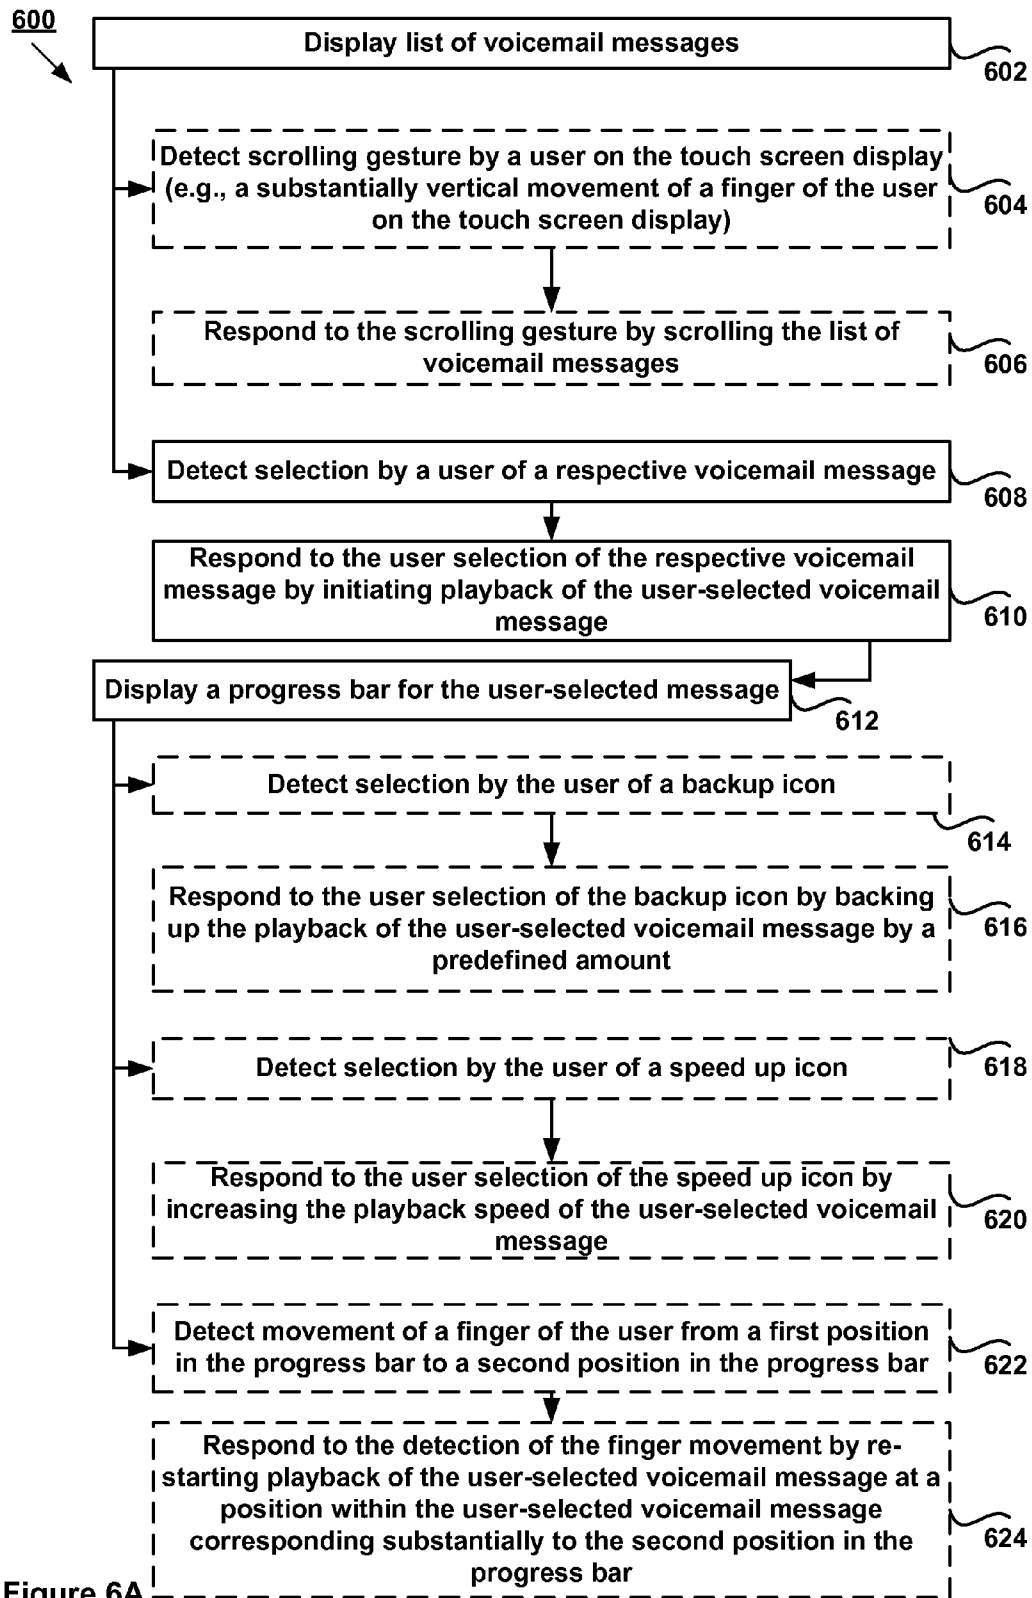 600
Display list of voicemail messages
602
Detect scrolling gesture by a user on the touch screen display
(e.g., a substantially vertical movement of a finger of the user
on the touch screen display)
604
Respond to the scrolling gesture by scrolling the list of
voicemail messages
606
Detect selection by a user of a respective voicemail message
608
Respond to the user selection of the respective voicemail
message by initiating playback of the user-selected voicemail
message
610
Display a progress bar for the user-selected message
612
Detect selection by the user of a backup icon
614
Respond to the user selection of the backup icon by backing
up the playback of the user-selected voicemail message by a
predefined amount
616
Detect selection by the user of a speed up icon
618
Respond to the user selection of the speed up icon by
increasing the playback speed of the user-selected voicemail
message
620
Detect movement of a finger of the user from a first position
in the progress bar to a second position in the progress bar
622
Respond to the detection of the finger movement by re-
starting playback of the user-selected voicemail message at a
position within the user-selected voicemail message
corresponding substantially to the second position in the
progress bar
624
Figure 6A